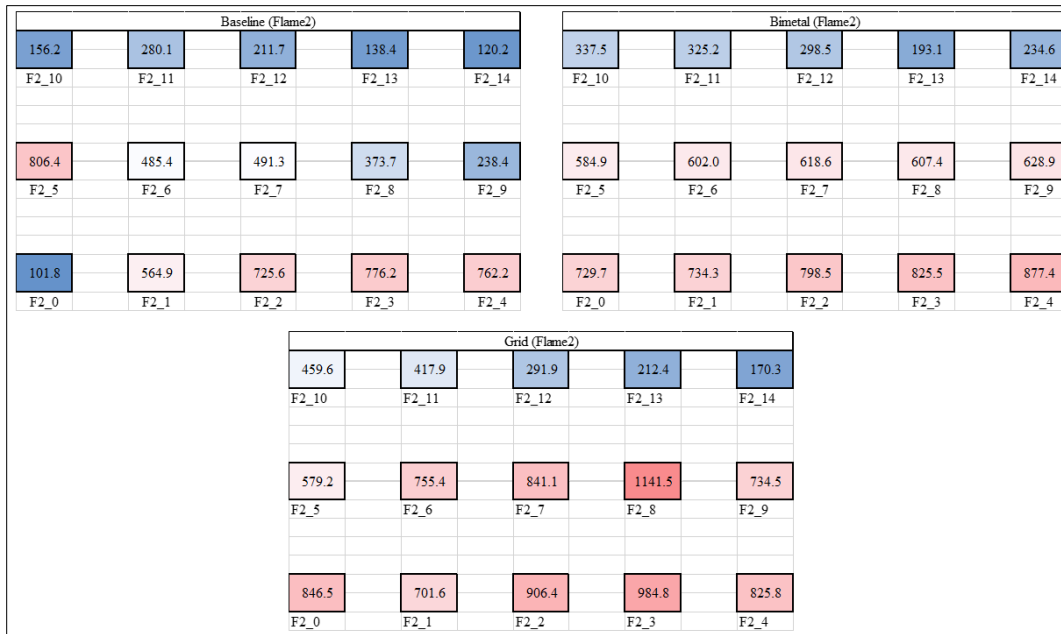 Baseline (Flame2)
156.2 280.1 211.7 138.4 120.2
F2_10 F2_11 F2_12 F2_13 F2_14
806.4 485.4 491.3 373.7 238.4
F2_5 F2_6 F2_7 F2_8 F2_9
101.8 564.9 725.6 776.2 762.2
F2_0 F2_1 F2_2 F2_3 F2_4
Bimetal (Flame2)
337.5 325.2 298.5 193.1 234.6
F2_10 F2_11 F2_12 F2_13 F2_14
584.9 602.0 618.6 607.4 628.9
F2_5 F2_6 F2_7 F2_8 F2_9
729.7 734.3 798.5 825.5 877.4
F2_0 F2_1 F2_2 F2_3 F2_4
Grid (Flame2)
459.6 417.9 291.9 212.4 170.3
F2_10 F2_11 F2_12 F2_13 F2_14
579.2 755.4 841.1 1141.5 734.5
F2_5 F2_6 F2_7 F2_8 F2_9
846.5 701.6 906.4 984.8 825.8
F2_0 F2_1 F2_2 F2_3 F2_4